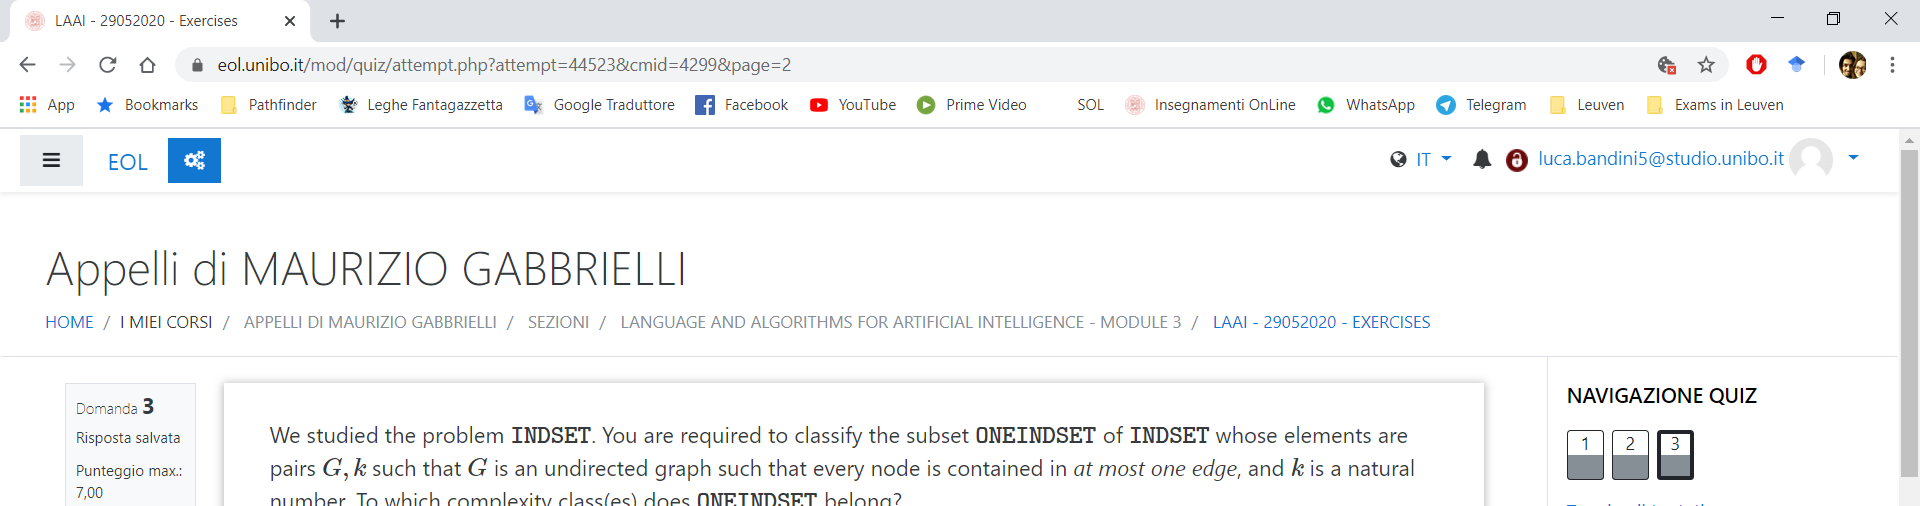 LAAI - 29052020 - Exercises
eol.unibo.it/mod/quiz/attempt.php?attempt=44523&cmid=4299&page=2
App Bookmarks Pathfinder Leghe Fantagazzetta Google Traduttore Facebook YouTube Prime Video SOL Insegnamenti OnLine WhatsApp Telegram Leuven Exams in Leuven
EOL IT luca.bandini5@studio.unibo.it
Appelli di MAURIZIO GABBRIELLI
HOME / I MIEI CORSI / APPELLI DI MAURIZIO GABBRIELLI / SEZIONI / LANGUAGE AND ALGORITHMS FOR ARTIFICIAL INTELLIGENCE - MODULE 3 / LAAI - 29052020 - EXERCISES
Domanda 3
Risposta salvata
Punteggio max.:
7,00
We studied the problem INDSET. You are required to classify the subset ONEINDSET of INDSET whose elements are
pairs G, k such that G is an undirected graph such that every node is contained in at most one edge, and k is a natural
number. To which complexity class(es) does ONEINDSET belong?
NAVIGAZIONE QUIZ
1 2 3